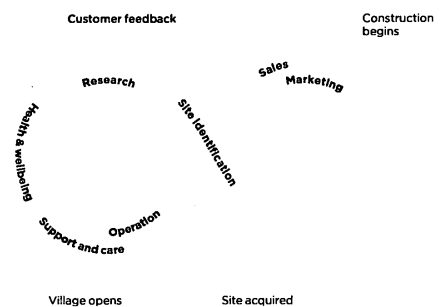 Customer feedback
Construction
begins
Sales
Marketing
Research
Site identification
Health & wellbeing
Operation
Support and care
Village opens
Site acquired